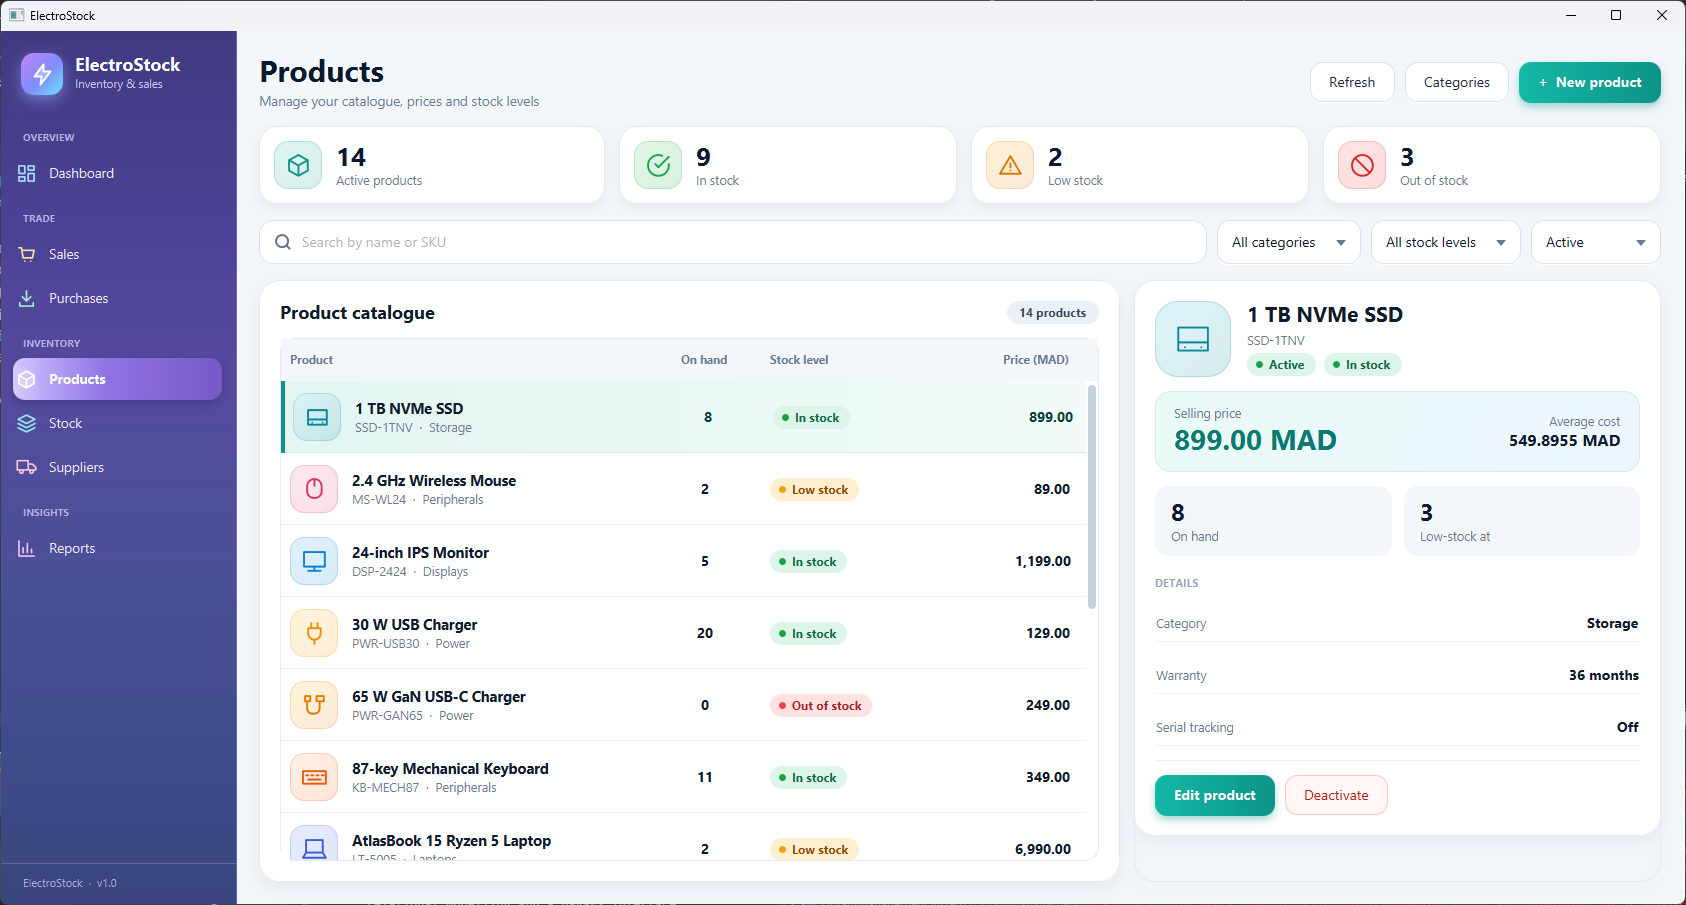 ElectroStock
ElectroStock
Inventory & sales
OVERVIEW
Dashboard
TRADE
Sales
Purchases
INVENTORY
Products
Stock
Suppliers
INSIGHTS
Reports
ElectroStock · v1.0
Products
Manage your catalogue, prices and stock levels
Refresh
Categories
+ New product
14
Active products
9
In stock
2
Low stock
3
Out of stock
Search by name or SKU
All categories
All stock levels
Active
Product catalogue
14 products
Product On hand Stock level Price (MAD)
1 TB NVMe SSD
SSD-1TNV · Storage
8
In stock
899.00
2.4 GHz Wireless Mouse
MS-WL24 · Peripherals
2
Low stock
89.00
24-inch IPS Monitor
DSP-2424 · Displays
5
In stock
1,199.00
30 W USB Charger
PWR-USB30 · Power
20
In stock
129.00
65 W GaN USB-C Charger
PWR-GAN65 · Power
0
Out of stock
249.00
87-key Mechanical Keyboard
KB-MECH87 · Peripherals
11
In stock
349.00
AtlasBook 15 Ryzen 5 Laptop
LT-5005 · Laptops
2
Low stock
6,990.00
1 TB NVMe SSD
SSD-1TNV
Active
In stock
Selling price
899.00 MAD
Average cost
549.8955 MAD
8
On hand
3
Low-stock at
DETAILS
Category Storage
Warranty 36 months
Serial tracking Off
Edit product
Deactivate